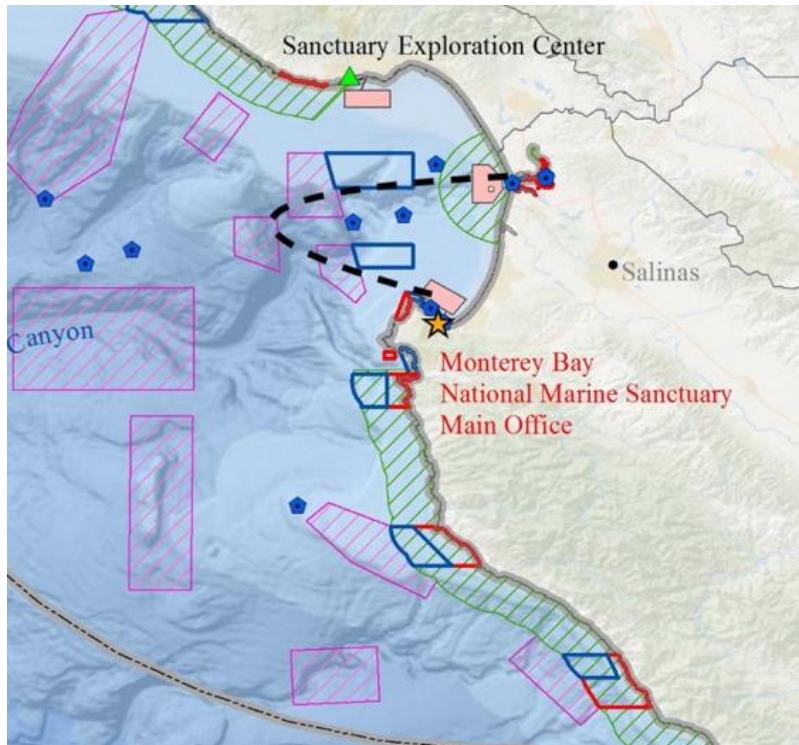 Sanctuary Exploration Center
Salinas
Canyon
Monterey Bay
National Marine Sanctuary
Main Office